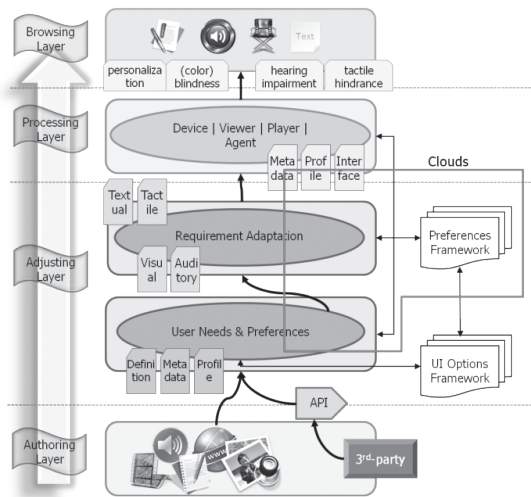 Browsing
Layer
Text
personaliza
tion
(color)
blindness
hearing
impairment
tactile
hindrance
Processing
Layer
Device | Viewer | Player |
Agent
Meta
data
Prof
ile
Inter
face
Clouds
Text
ual
Tact
ile
Requirement Adaptation
Preferences
Framework
Adjusting
Layer
Visu
al
Audi
tory
User Needs & Preferences
Defini
tion
Meta
data
Profil
e
UI Options
Framework
API
Authoring
Layer
WWW
3rd-party